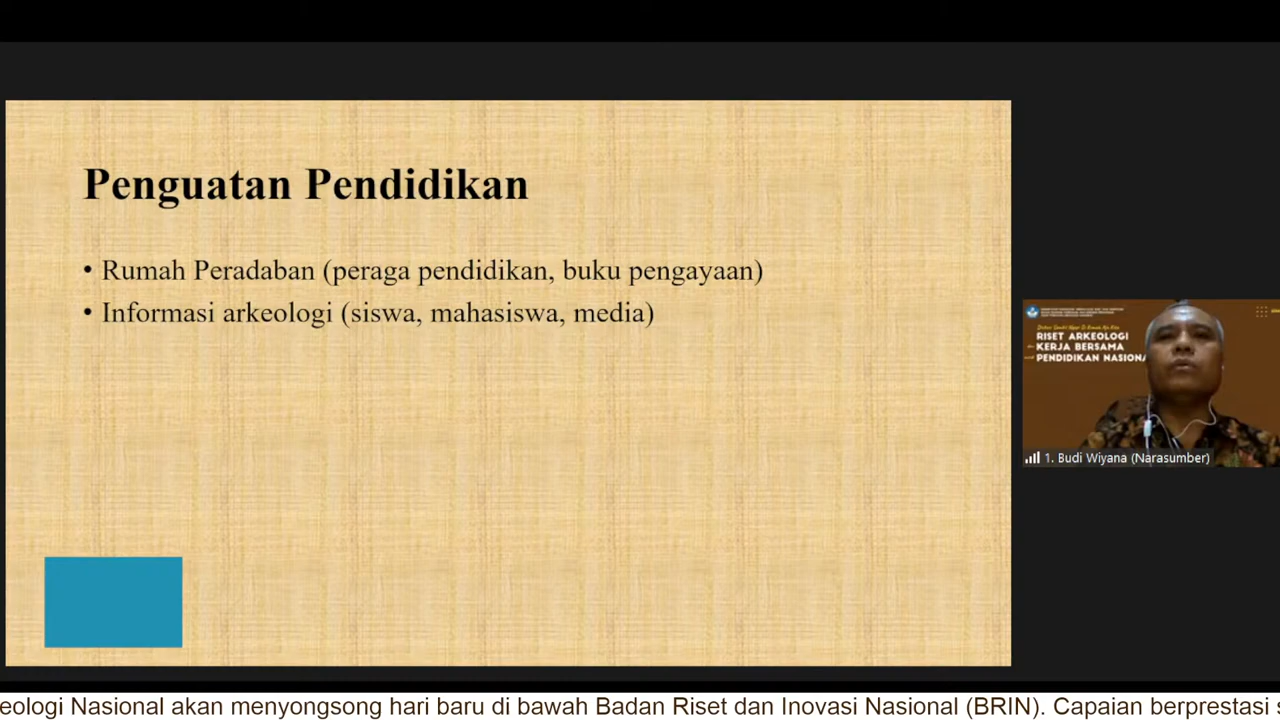 Penguatan Pendidikan
• Rumah Peradaban (peraga pendidikan, buku pengayaan)
• Informasi arkeologi (siswa, mahasiswa, media)
RISET ARKEOLOGI
KERJA BERSAMA
PENDIDIKAN NASIONA
1. Budi Wiyana (Narasumber)
eologi Nasional akan menyongsong hari baru di bawah Badan Riset dan Inovasi Nasional (BRIN). Capaian berprestasi s